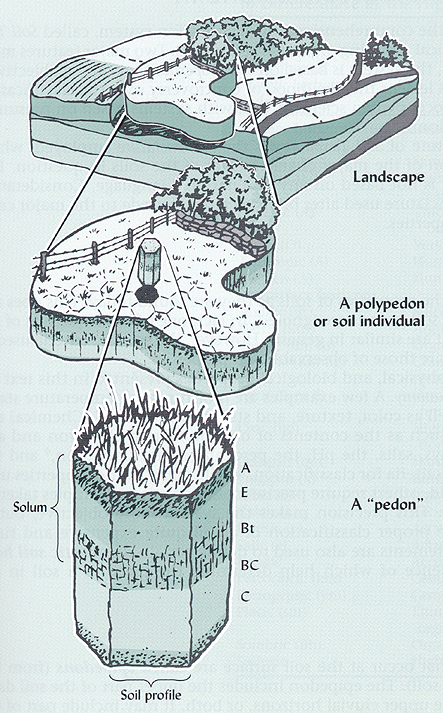 Landscape
A polypedon
or soil individual
A
E
Solum
A "pedon"
Bt
BC
C
Soil profile